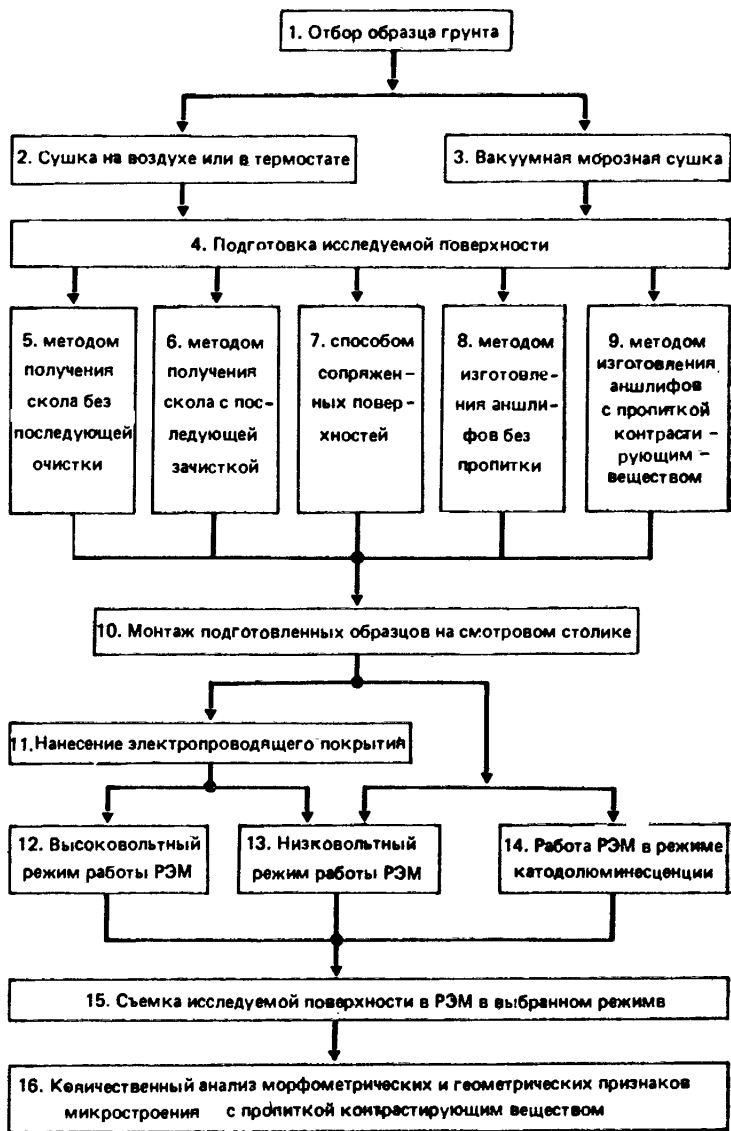 1. Отбор образца грунта
2. Сушка на воздухе или в термостате
3. Вакуумная морозная сушка
4. Подготовка исследуемой поверхности
5. методом
получения
скола без
последующей
очистки
6. методом
получения
скола с пос-
ледующей
зачисткой
7. способом
сопряжен-
ных повер-
хностей
8. методом
изготовле-
ния аншли-
фов без
пропитки
9. методом
изготовления
аншлифов
с пропиткой
контрасти -
рующим -
веществом
10. Монтаж подготовленных образцов на смотровом столике
11. Нанесение электропроводящего покрытия
12. Высоковольтный
режим работы РЭМ
13. Низковольтный
режим работы РЭМ
14. Работа РЭМ в режиме
катодолюминесценции
15. Съемка исследуемой поверхности в РЭМ в выбранном режимв
16. Количественный анализ морфометрических и геометрических признаков
микростроения с пропиткой контрастирующим веществом